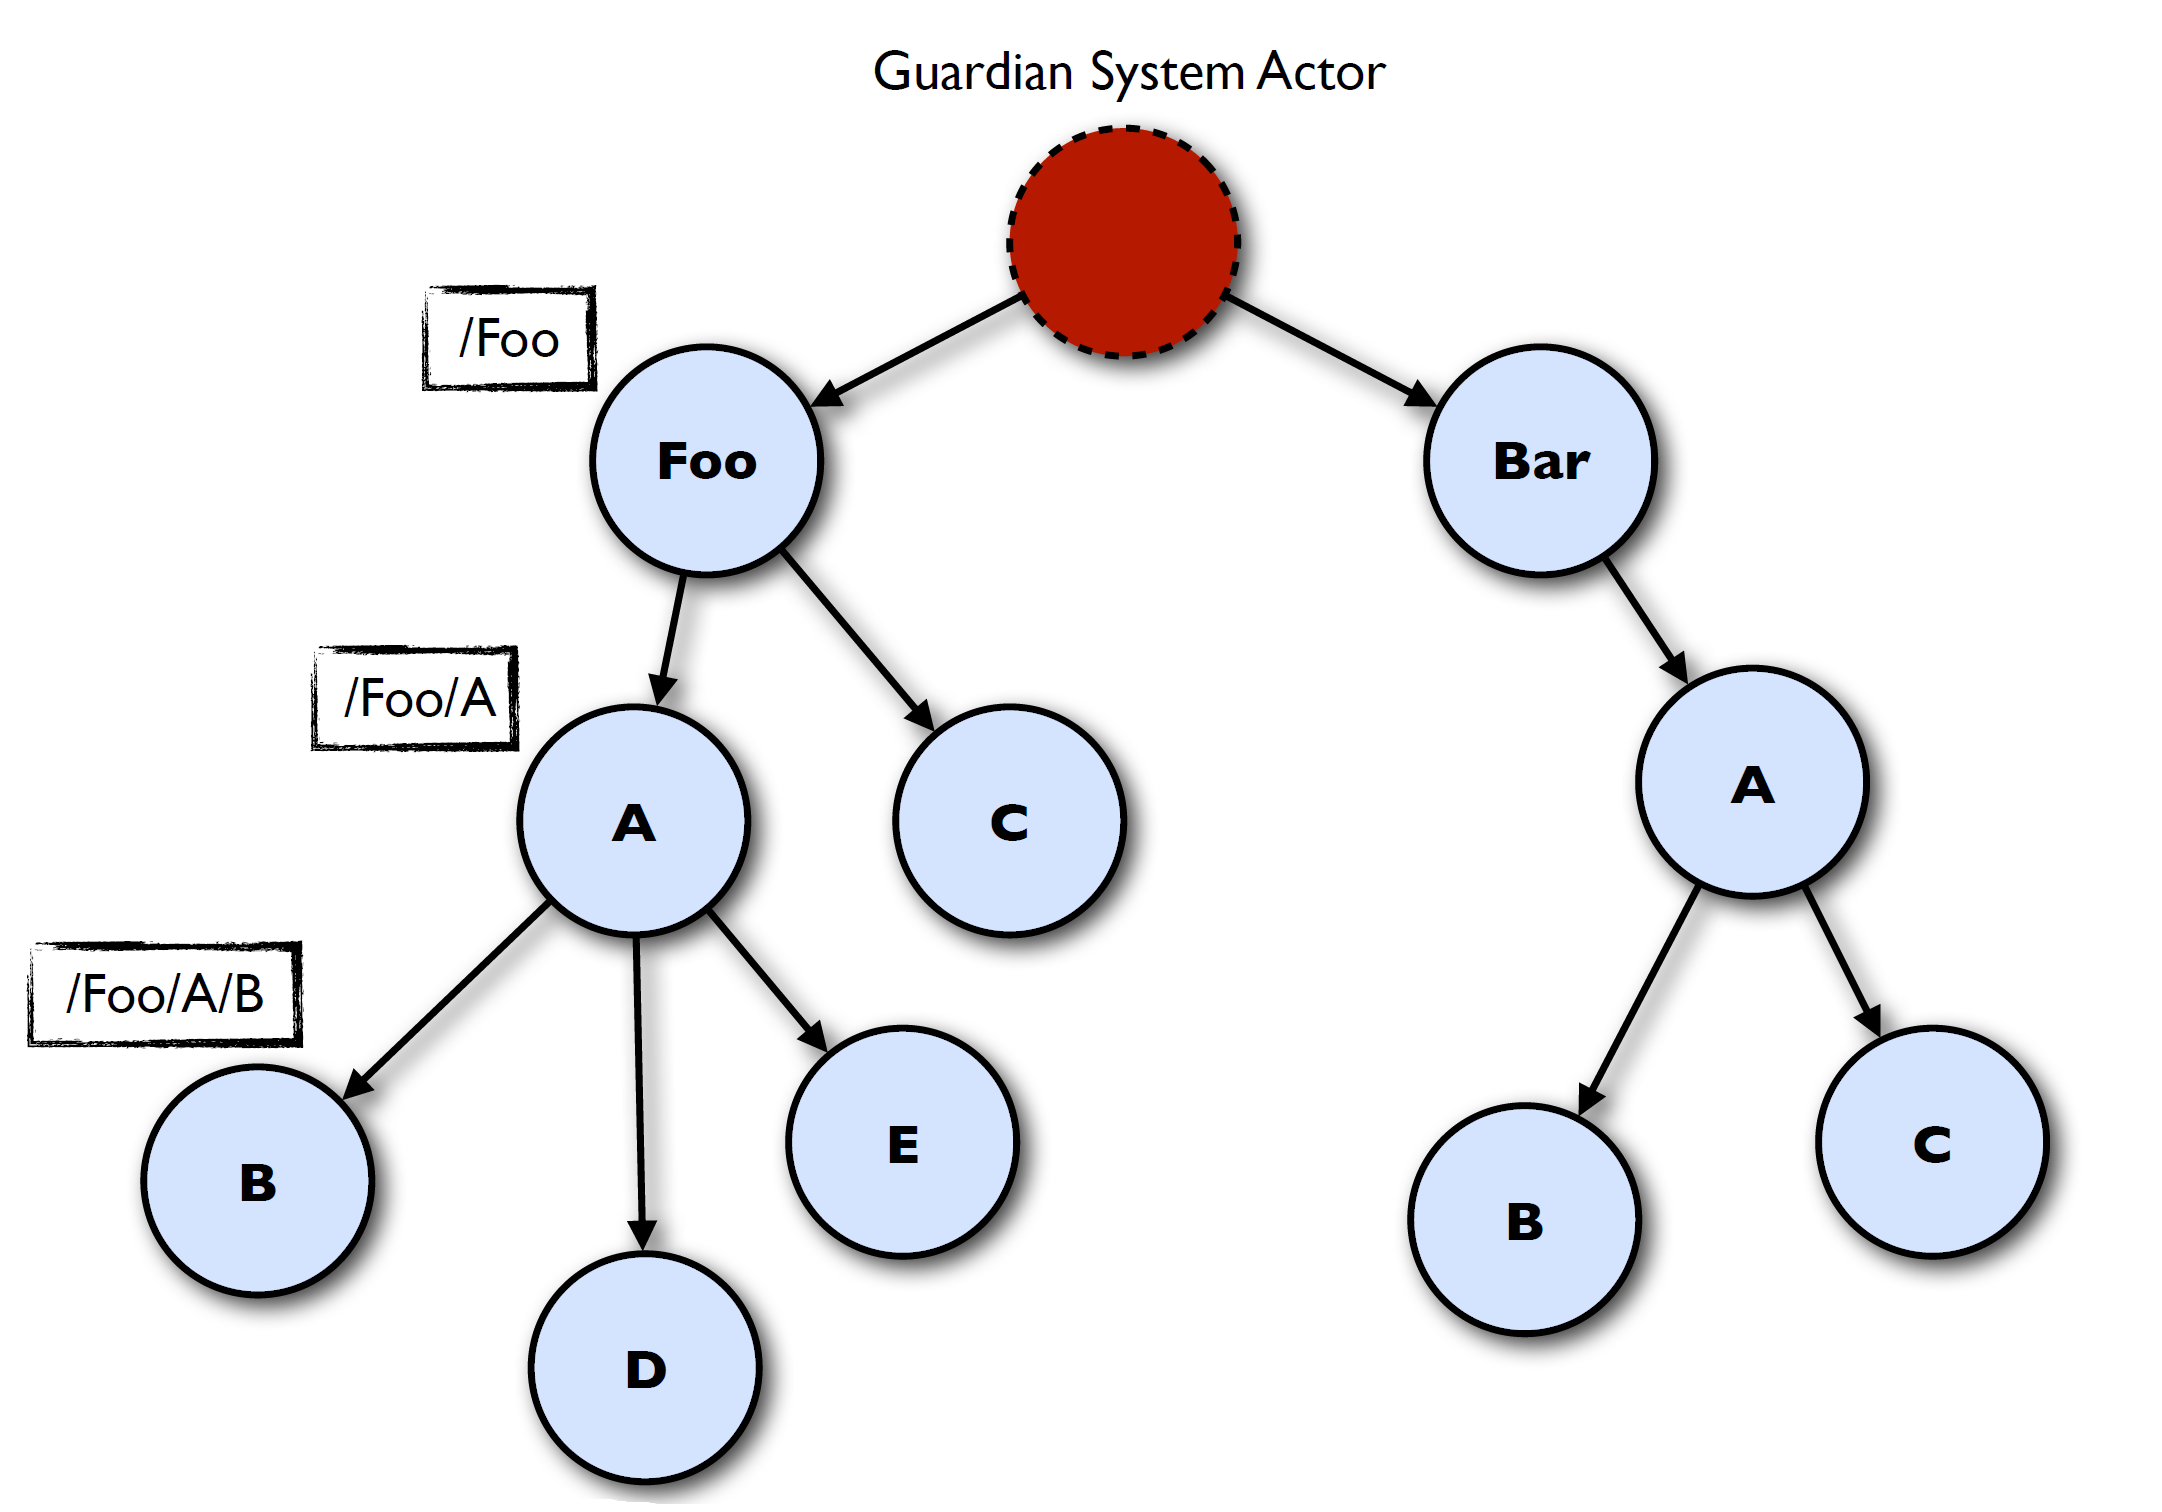 Guardian System Actor
/Foo
Foo
Bar
/Foo/A
A
C
A
/Foo/A/B
B
E
D
B
C